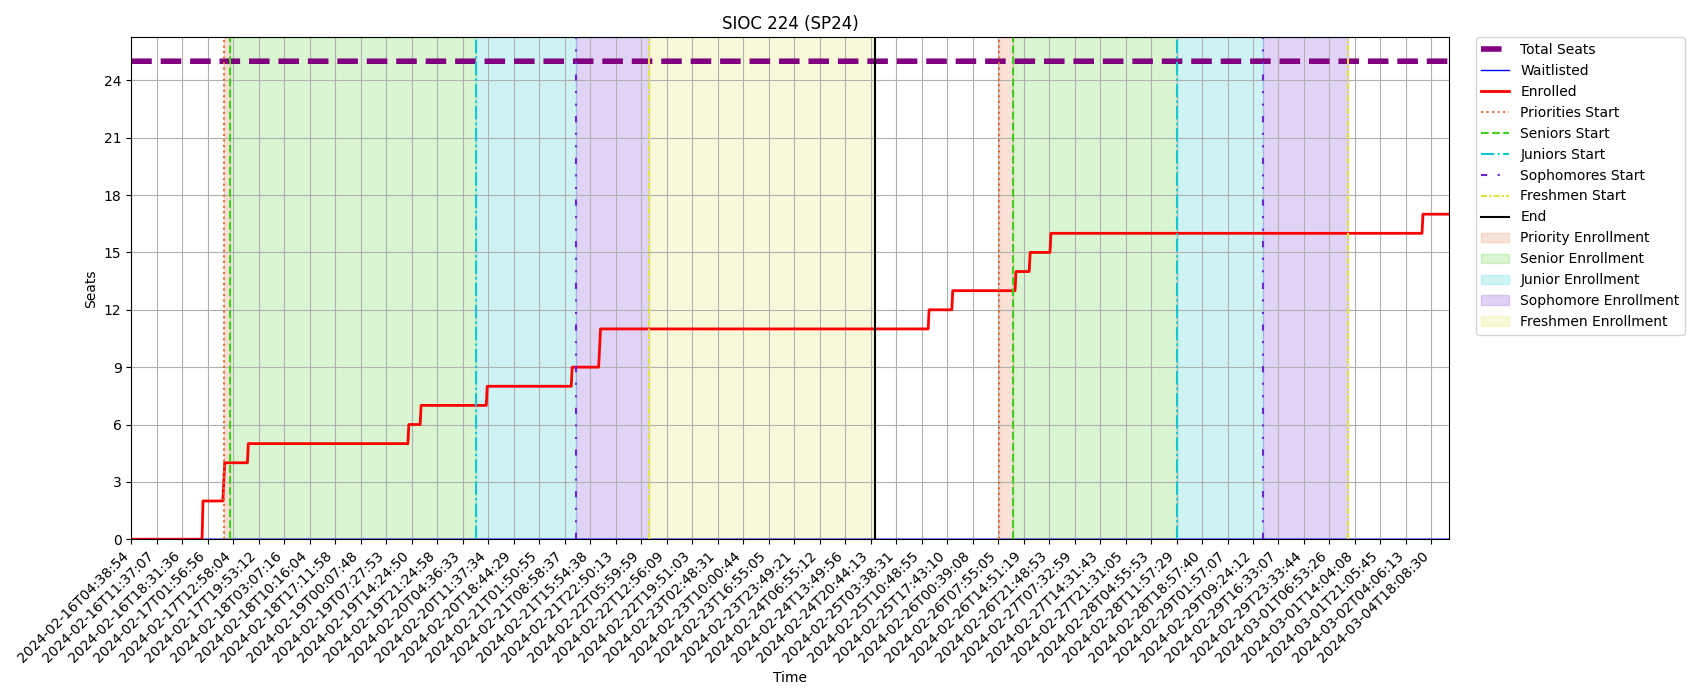 SIOC 224 (SP24)
Total Seats
Waitlisted
Enrolled
Priorities Start
Seniors Start
Juniors Start
Sophomores Start
Freshmen Start
End
Priority Enrollment
Senior Enrollment
Junior Enrollment
Sophomore Enrollment
Freshmen Enrollment
Seats
24
21
18
15
12
9
6
3
0
2024-02-16T04:38:54
2024-02-16T11:37:07
2024-02-16T18:31:36
2024-02-17T01:56:56
2024-02-17T12:58:04
2024-02-17T19:53:12
2024-02-18T03:07:16
2024-02-18T10:16:04
2024-02-18T17:11:58
2024-02-19T00:07:48
2024-02-19T07:27:53
2024-02-19T14:24:50
2024-02-19T21:24:58
2024-02-20T04:36:33
2024-02-20T11:37:34
2024-02-20T18:44:29
2024-02-21T01:50:55
2024-02-21T08:58:37
2024-02-21T15:54:38
2024-02-21T22:50:13
2024-02-22T05:59:59
2024-02-22T12:56:09
2024-02-22T19:51:03
2024-02-23T02:48:31
2024-02-23T10:00:44
2024-02-23T16:55:05
2024-02-23T23:49:21
2024-02-24T06:55:12
2024-02-24T13:49:56
2024-02-24T20:44:13
2024-02-25T03:38:31
2024-02-25T10:48:55
2024-02-25T17:43:10
2024-02-26T00:39:08
2024-02-26T07:55:05
2024-02-26T14:51:19
2024-02-26T21:48:53
2024-02-27T07:32:59
2024-02-27T14:31:43
2024-02-27T21:31:05
2024-02-28T04:55:53
2024-02-28T11:57:29
2024-02-28T18:57:40
2024-02-29T01:57:07
2024-02-29T09:24:12
2024-02-29T16:33:07
2024-02-29T23:33:44
2024-03-01T06:53:26
2024-03-01T14:04:08
2024-03-01T21:05:45
2024-03-02T04:06:13
2024-03-04T18:08:30
Time